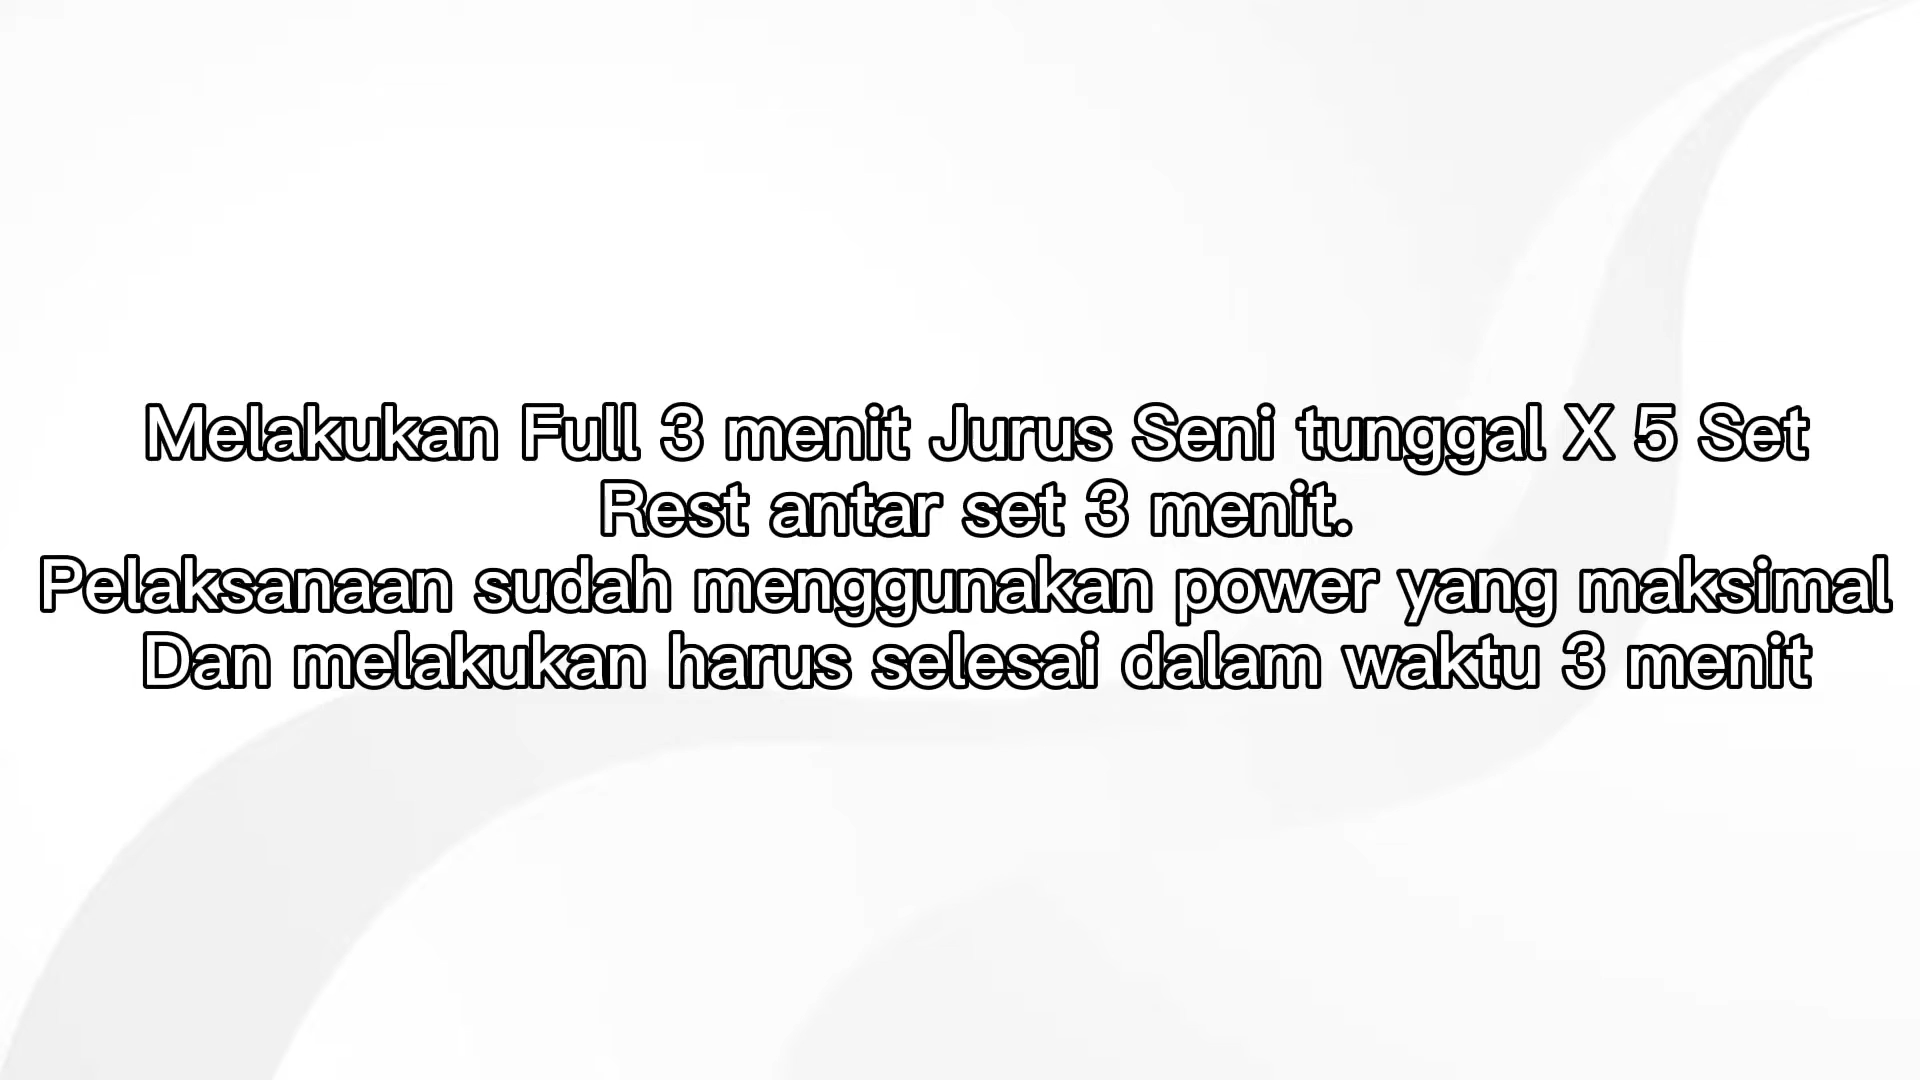 Melakukan Full 3 menit Jurus Seni tunggal X 5 Set
Rest antar set 3 menit.
Pelaksanaan sudah menggunakan power yang maksimal
Dan melakukan harus selesai dalam waktu 3 menit